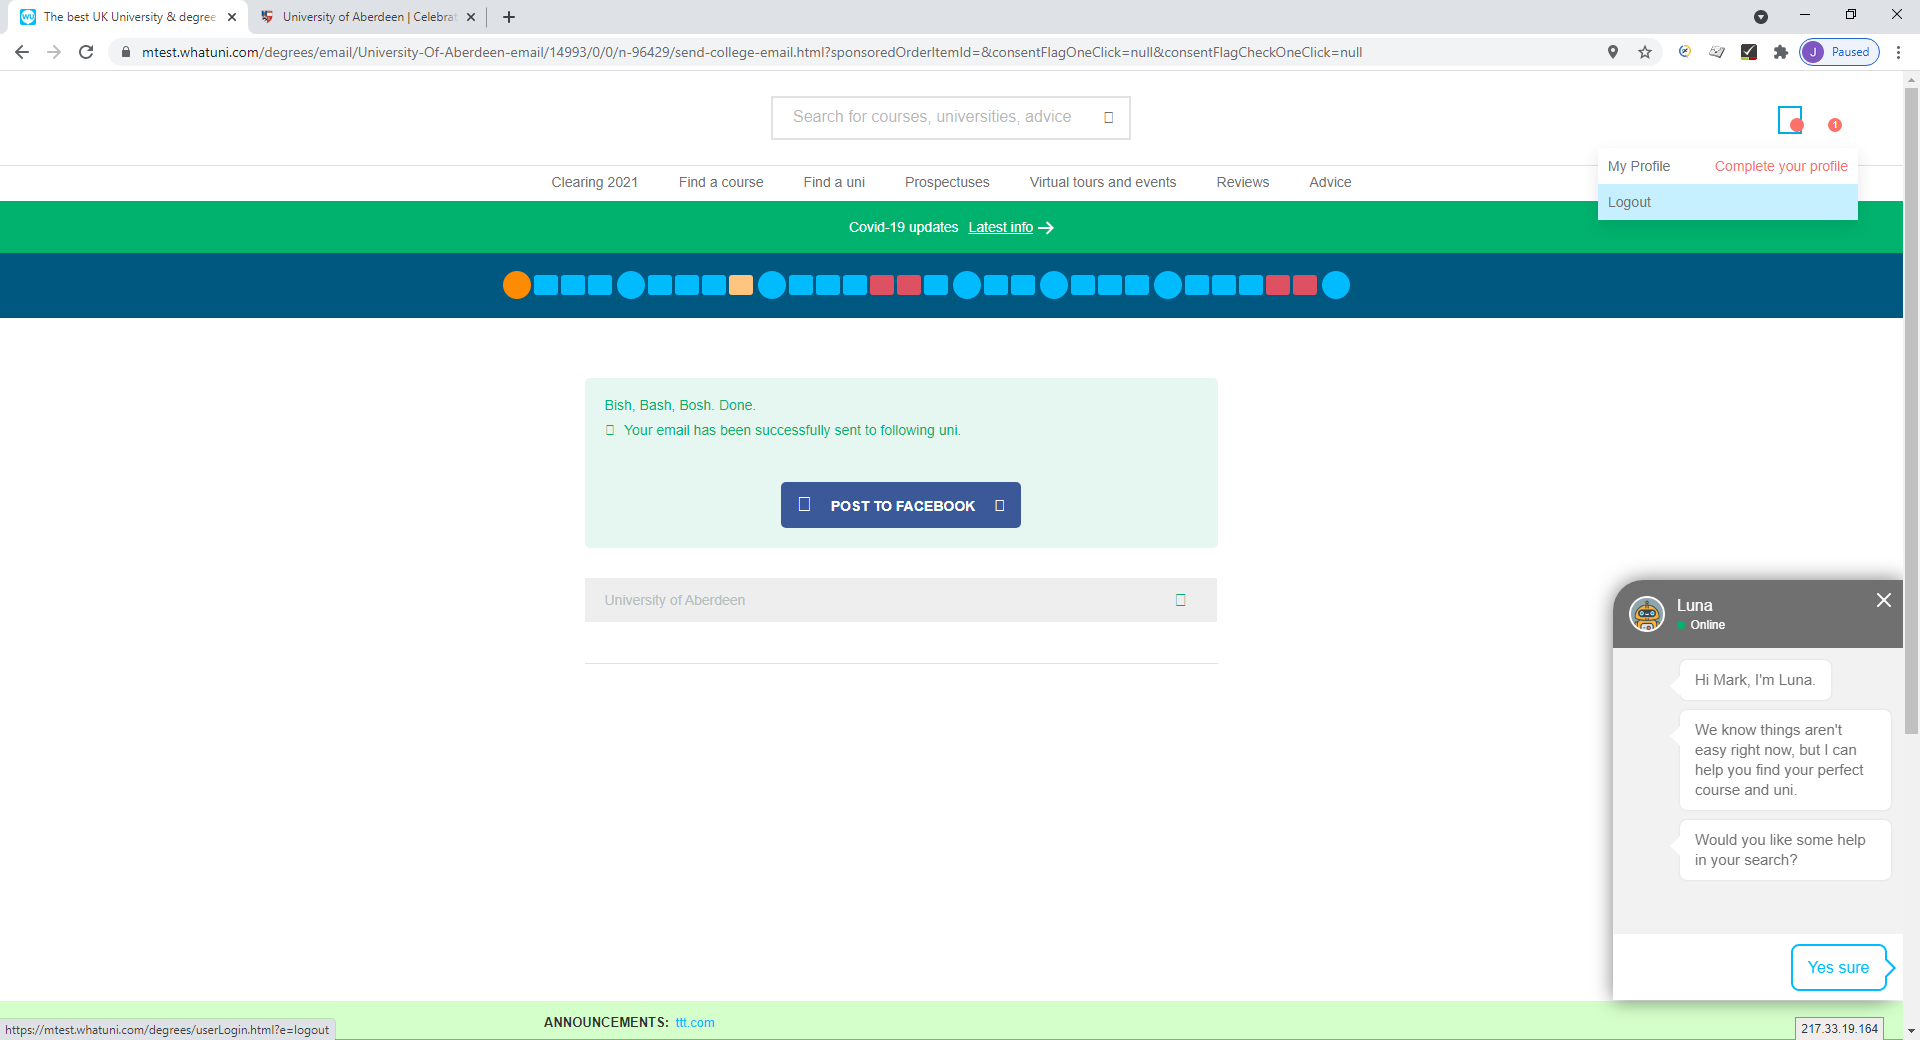 The best UK University & degree
University of Aberdeen | Celebrat
mtest.whatuni.com/degrees/email/University-Of-Aberdeen-email/14993/0/0/n-96429/send-college-email.html?sponsoredOrderItemId=&consentFlagOneClick=null&consentFlagCheckOneClick=null
J Paused
Search for courses, universities, advice
1
My Profile Complete your profile
Logout
Clearing 2021 Find a course Find a uni Prospectuses Virtual tours and events Reviews Advice
Covid-19 updates Latest info
Bish, Bash, Bosh. Done.
Your email has been successfully sent to following uni.
POST TO FACEBOOK
University of Aberdeen
Luna
Online
Hi Mark, I'm Luna.
We know things aren't
easy right now, but I can
help you find your perfect
course and uni.
Would you like some help
in your search?
Yes sure
ANNOUNCEMENTS: ttt.com
https://mtest.whatuni.com/degrees/userLogin.html?e=logout
217.33.19.164